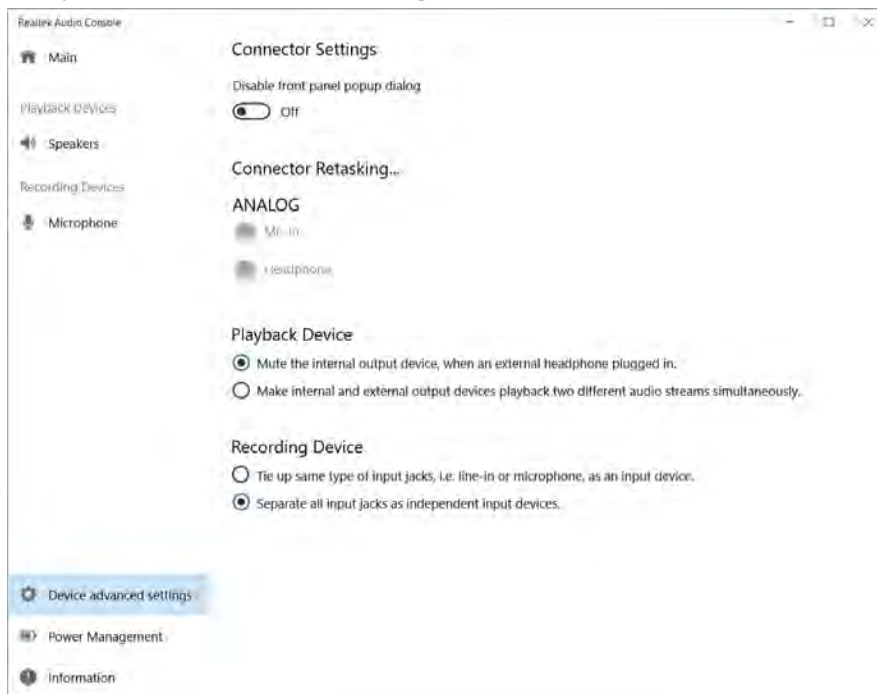 Realtek Audio Console
Main
Playback Devices
Speakers
Recording Devices
Microphone
Device advanced settings
Power Management
Information
Connector Settings
Disable front panel popup dialog
Off
Connector Retasking...
ANALOG
Mic in
Headphone
Playback Device
Mute the internal output device, when an external headphone plugged in.
Make internal and external output devices playback two different audio streams simultaneously.
Recording Device
Tie up same type of input jacks, i.e. line-in or microphone, as an input device.
Separate all input jacks as independent input devices.